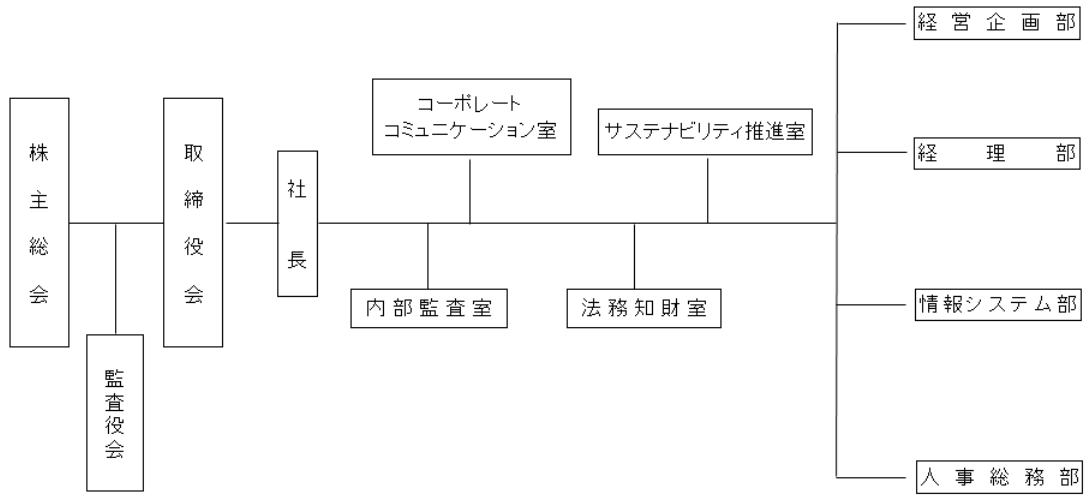 株主総会
監査役会
取締役会
社長
コーポレート
コミュニケーション室
サステナビリティ推進室
内部監査室
法務知財室
経営企画部
経理部
情報システム部
人事総務部